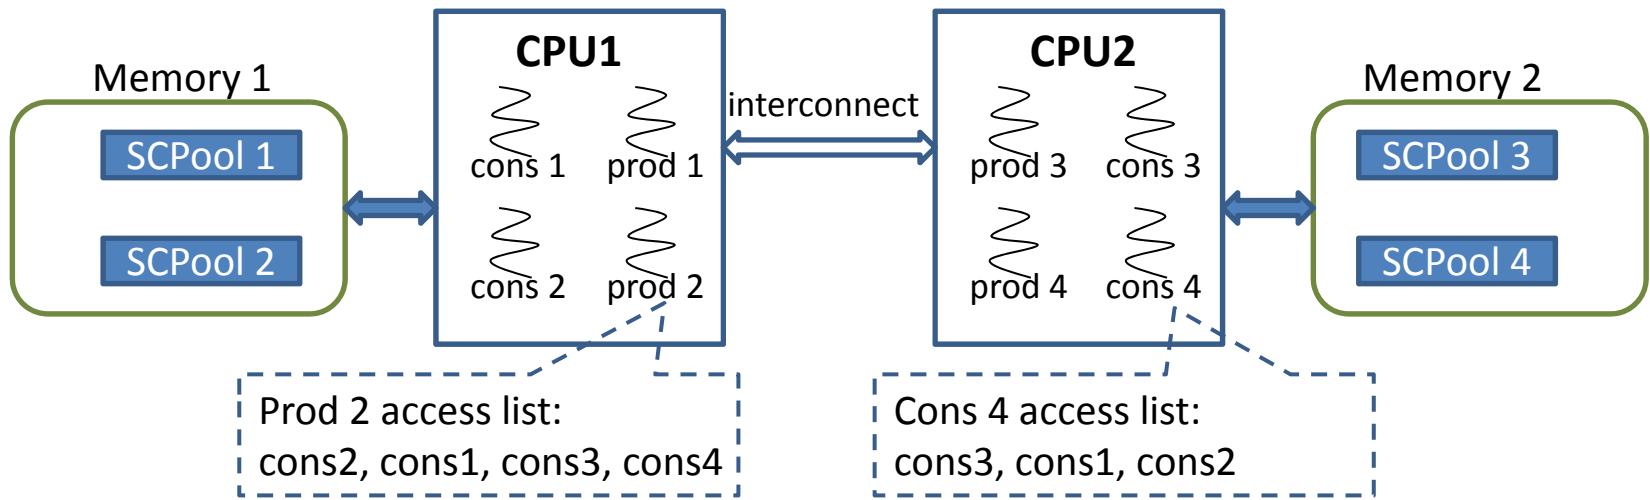 CPU1
CPU2
Memory 1
Memory 2
interconnect
SCPool 1
SCPool 2
cons 1
prod 1
cons 2
prod 2
prod 3
cons 3
prod 4
cons 4
SCPool 3
SCPool 4
Prod 2 access list:
cons2, cons1, cons3, cons4
Cons 4 access list:
cons3, cons1, cons2